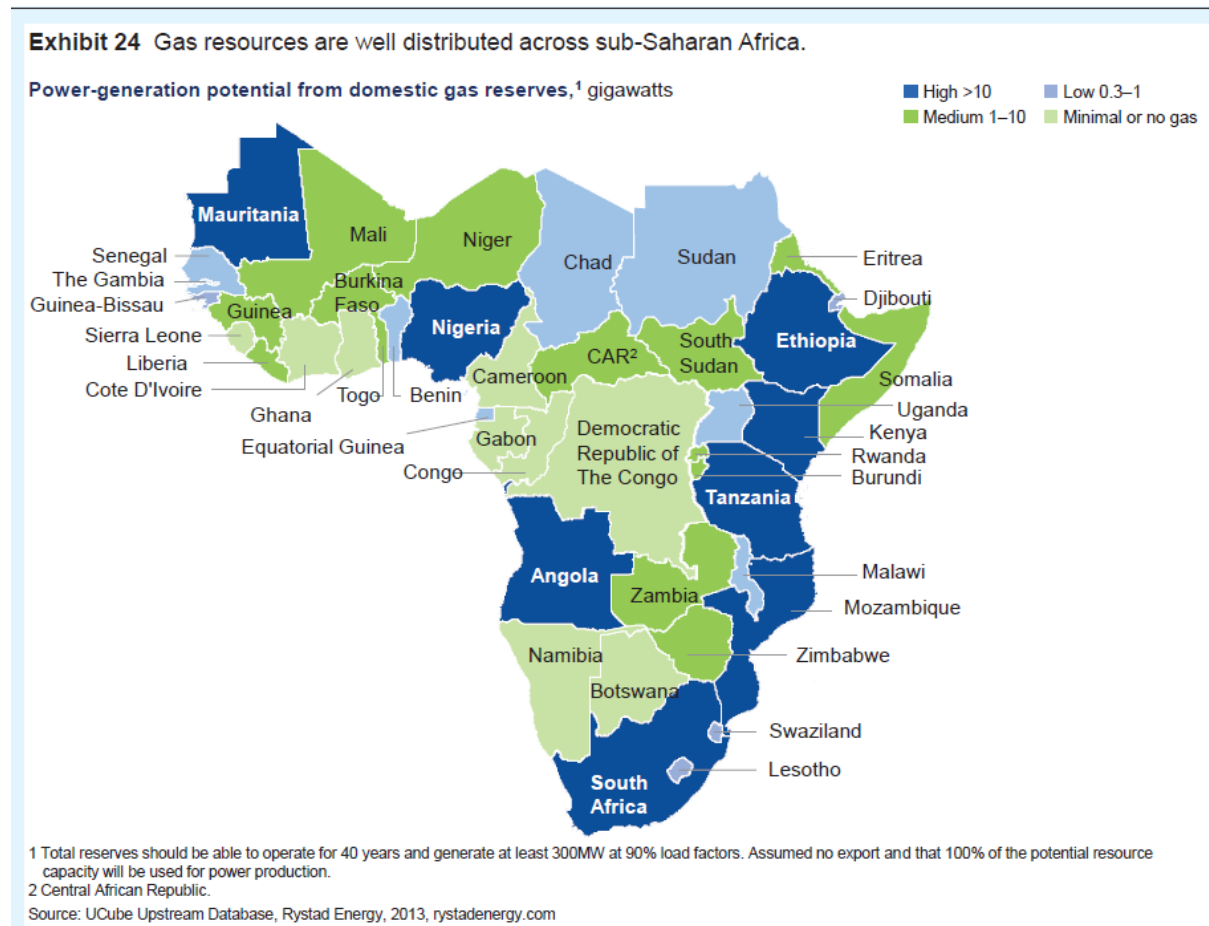 Exhibit 24 Gas resources are well distributed across sub-Saharan Africa.
Power-generation potential from domestic gas reserves,¹ gigawatts
High >10
Low 0.3–1
Medium 1–10
Minimal or no gas
Mauritania
Mali
Niger
Chad
Sudan
Senegal
The Gambia
Guinea-Bissau
Guinea
Sierra Leone
Liberia
Cote D'Ivoire
Burkina
Faso
Ghana
Togo
Benin
Nigeria
Cameroon
CAR²
South
Sudan
Eritrea
Djibouti
Ethiopia
Somalia
Uganda
Kenya
Rwanda
Burundi
Equatorial Guinea
Gabon
Congo
Democratic
Republic of
The Congo
Tanzania
Angola
Zambia
Malawi
Mozambique
Zimbabwe
Namibia
Botswana
Swaziland
Lesotho
South
Africa
1 Total reserves should be able to operate for 40 years and generate at least 300MW at 90% load factors. Assumed no export and that 100% of the potential resource
capacity will be used for power production.
2 Central African Republic.
Source: UCube Upstream Database, Rystad Energy, 2013, rystadenergy.com